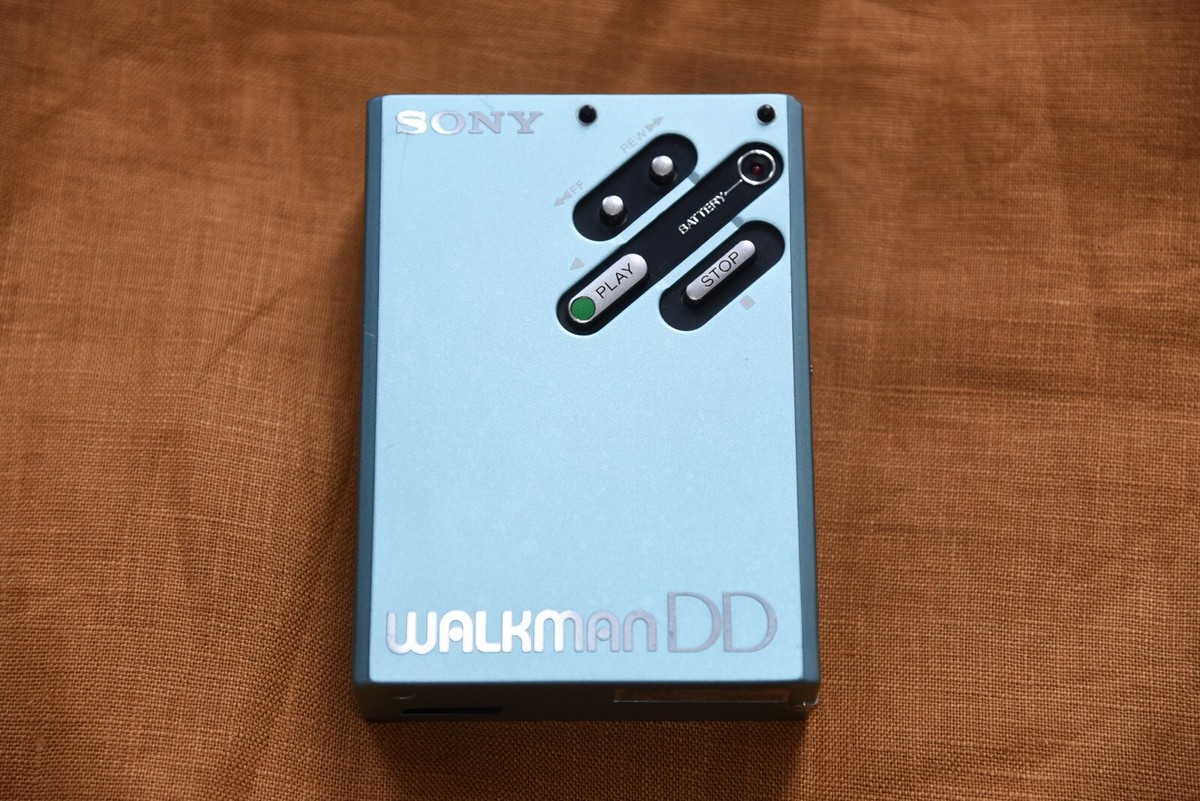 SONY
REW
FF
BATTERY
PLAY
STOP
WALKMAN DD